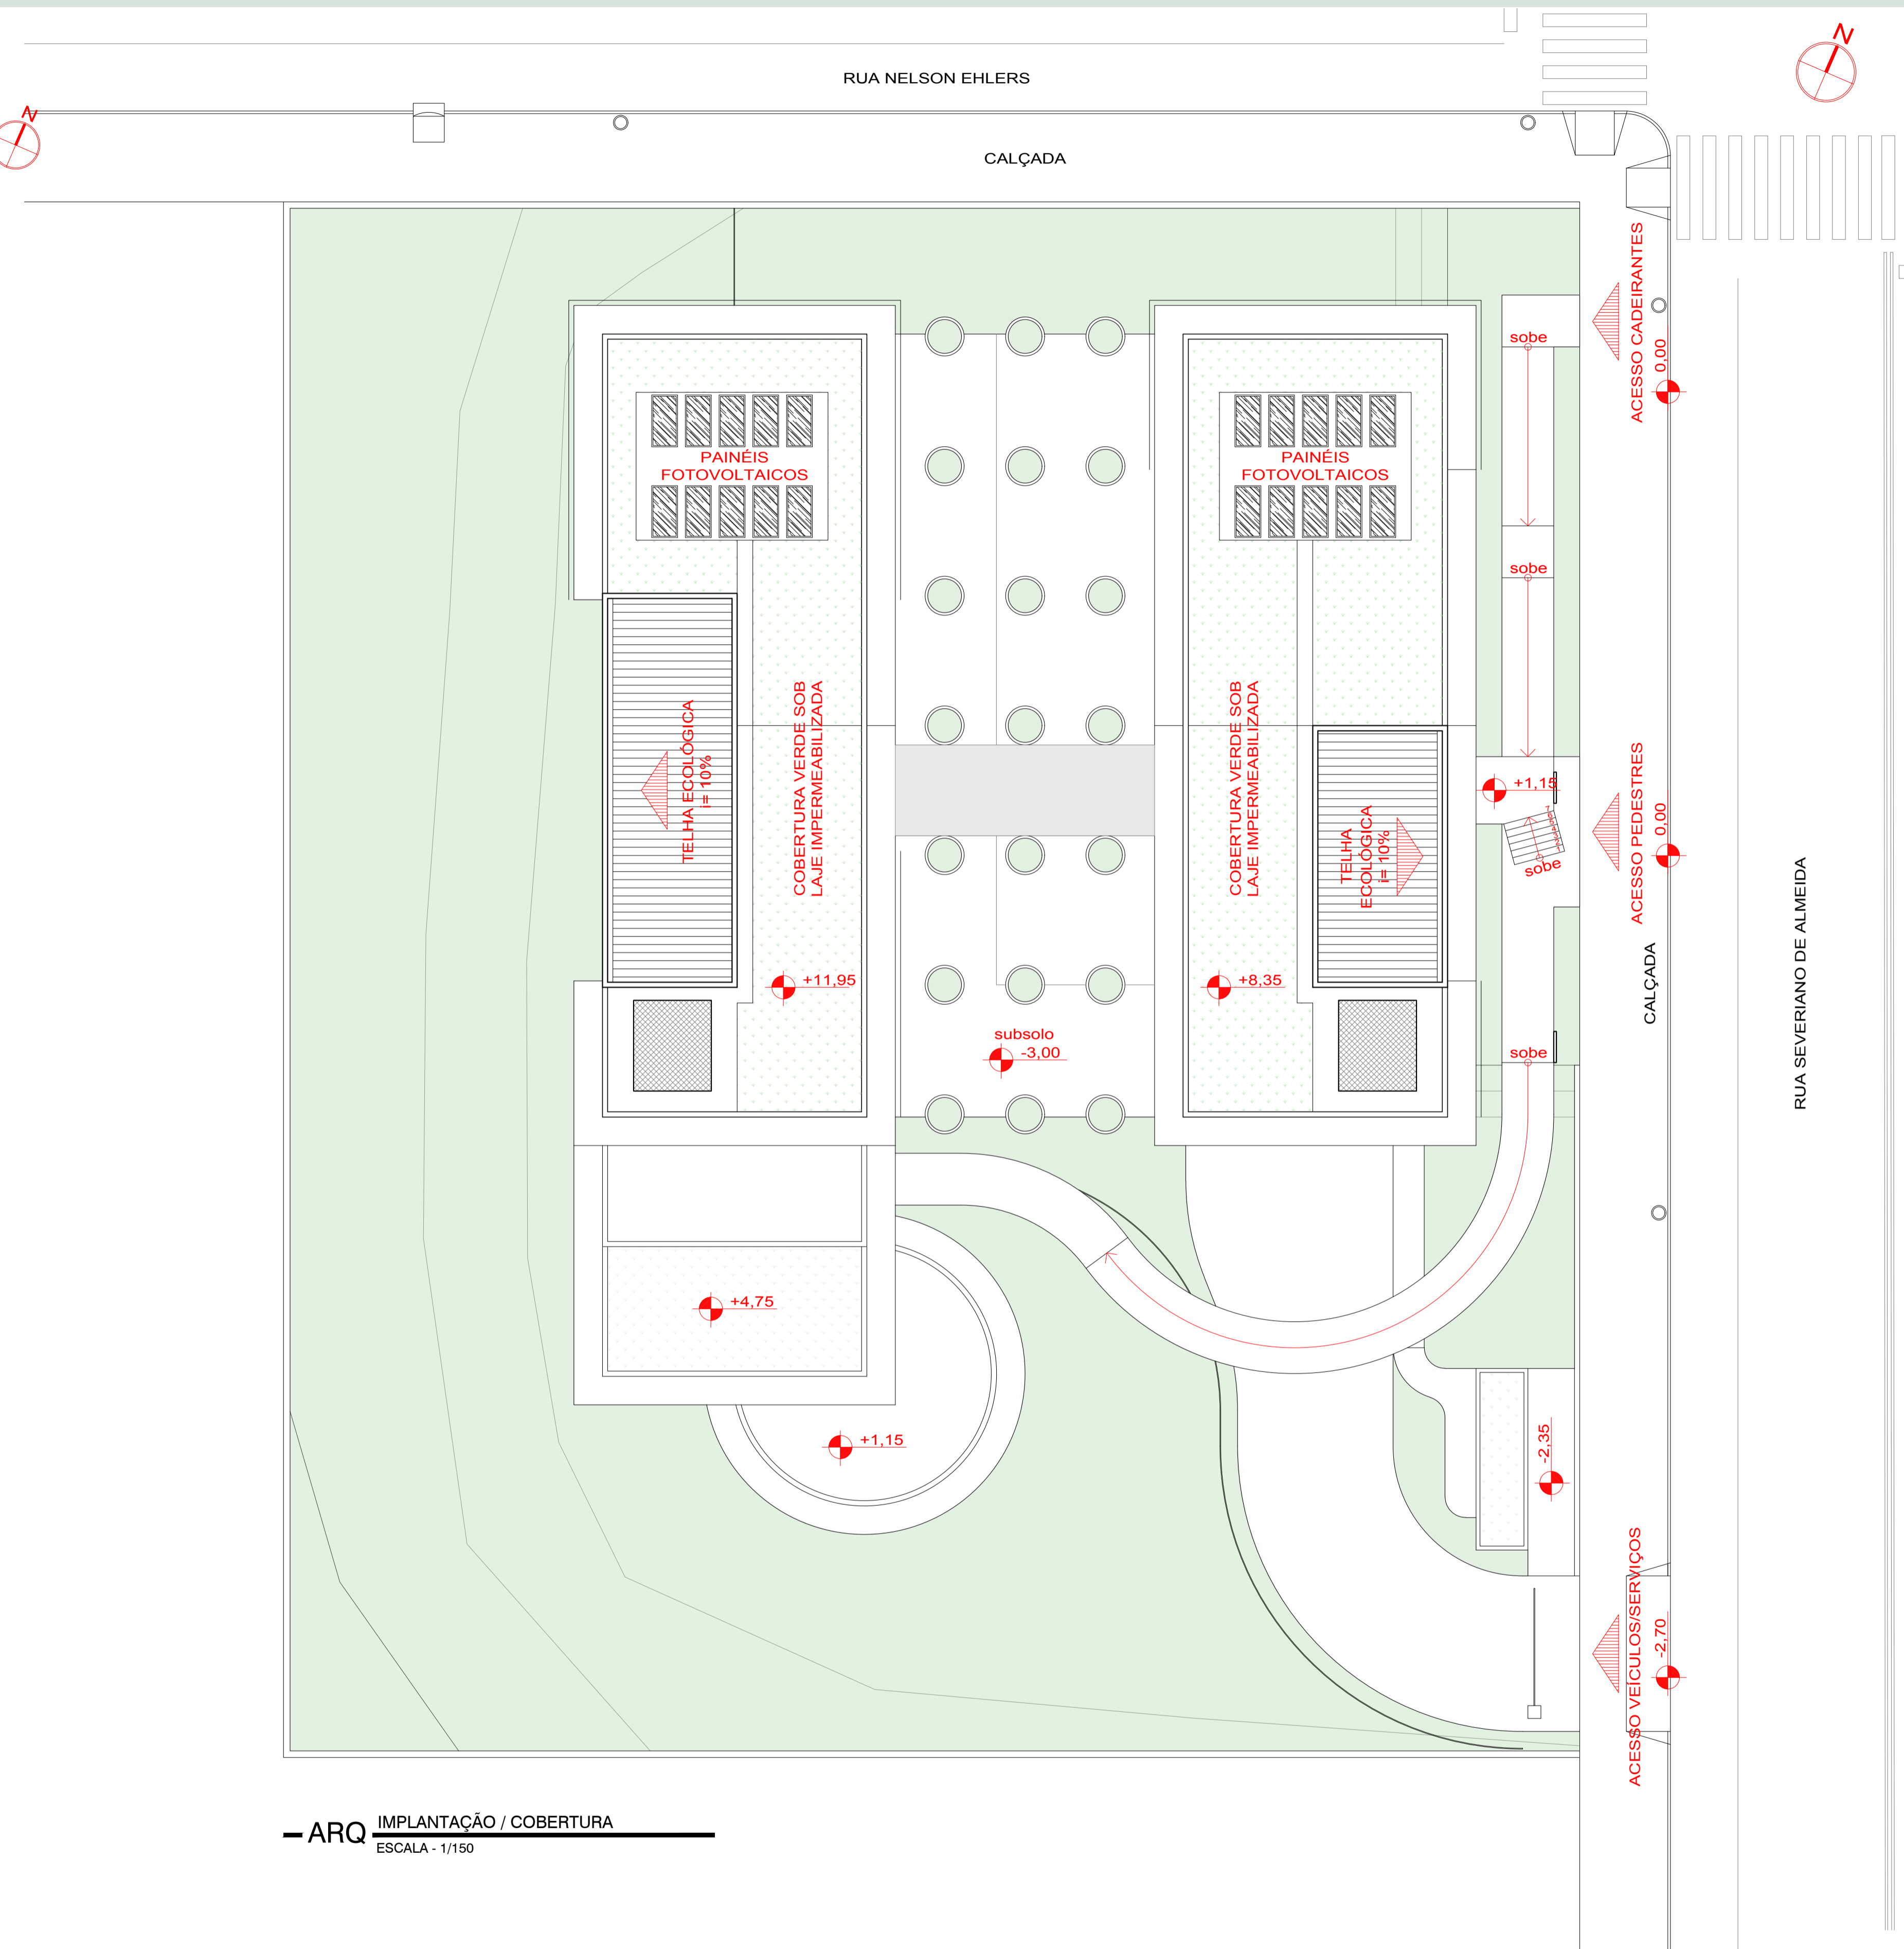 N
RUA NELSON EHLERS
N
CALÇADA
ACESSO CADEIRANTES
0,00
sobe
PAINÉIS
FOTOVOLTAICOS
PAINÉIS
FOTOVOLTAICOS
sobe
TELHA ECOLÓGICA
i= 10%
COBERTURA VERDE SOB
LAJE IMPERMEABILIZADA
COBERTURA VERDE SOB
LAJE IMPERMEABILIZADA
TELHA
ECOLÓGICA
i= 10%
+1,15
sobe
ACESSO PEDESTRES
0,00
CALÇADA
RUA SEVERIANO DE ALMEIDA
+11,95
+8,35
subsolo
-3,00
sobe
+4,75
+1,15
-2,35
ACESSO VEÍCULOS/SERVIÇOS
-2,70
ARQ
IMPLANTAÇÃO / COBERTURA
ESCALA - 1/150